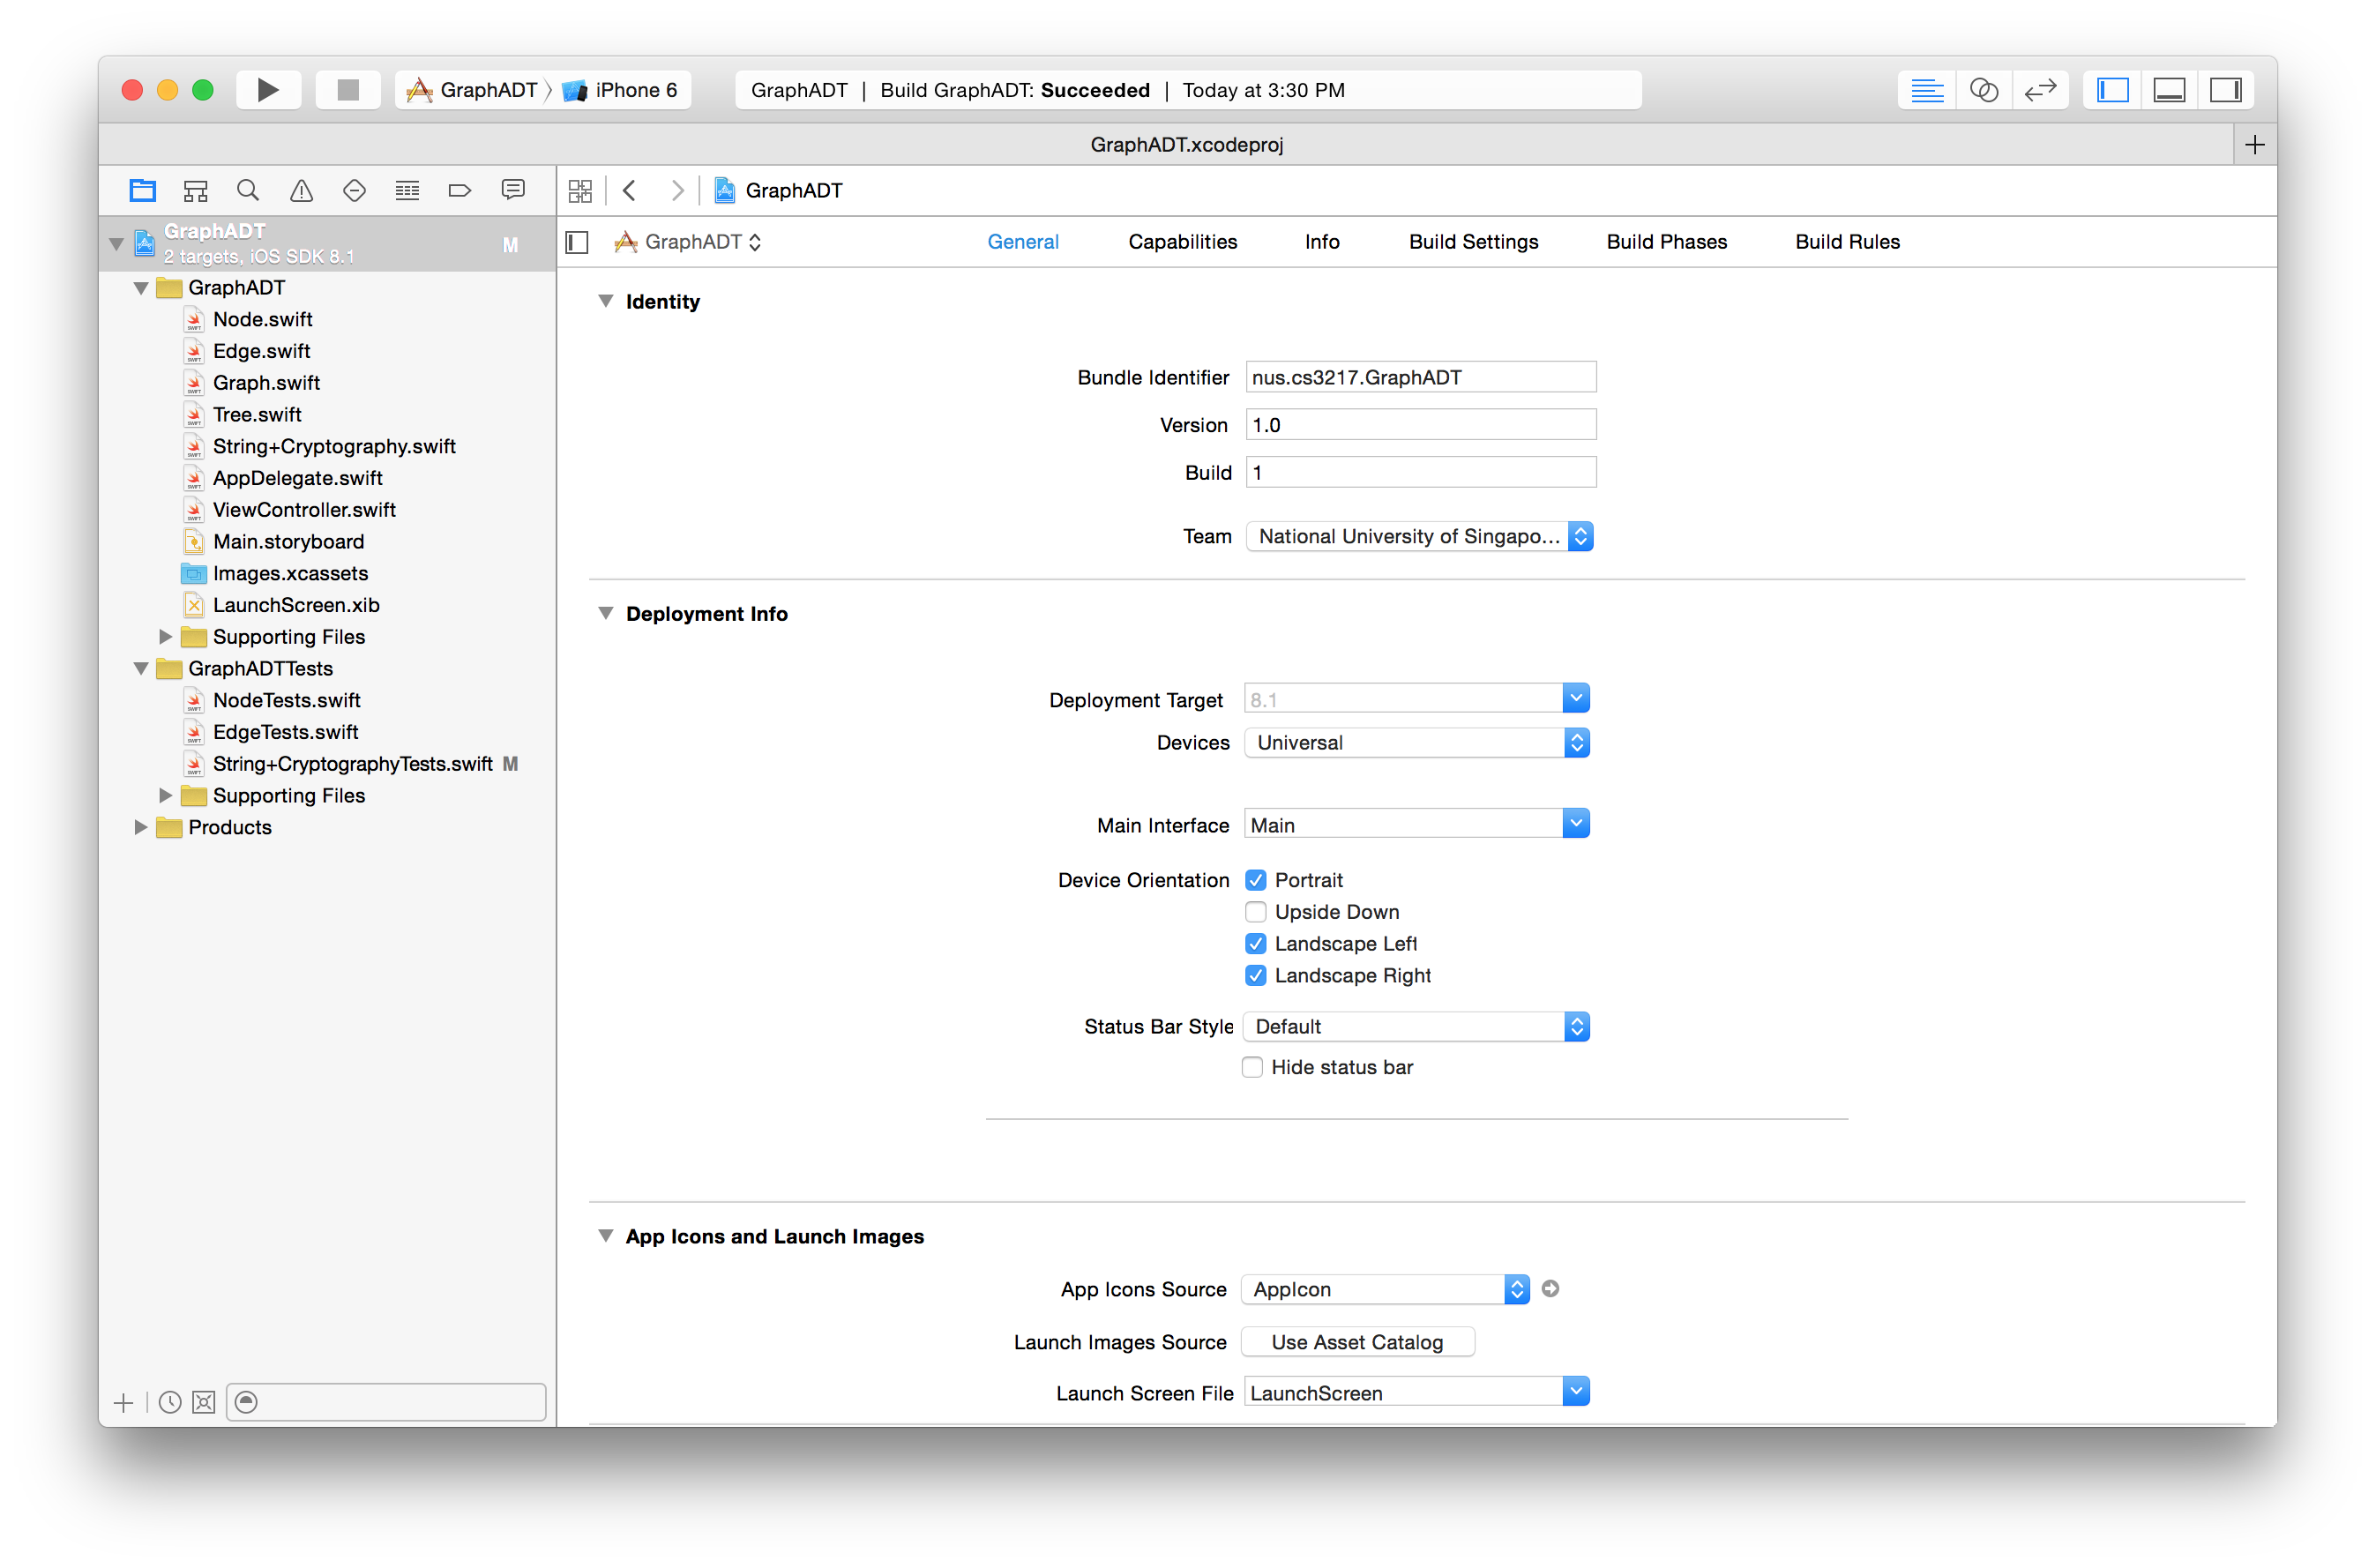 GraphADT iPhone 6 GraphADT | Build GraphADT: Succeeded | Today at 3:30 PM
GraphADT.xcodeproj
GraphADT
GraphADT M
2 targets, iOS SDK 8.1
GraphADT
Node.swift
Edge.swift
Graph.swift
Tree.swift
String+Cryptography.swift
AppDelegate.swift
ViewController.swift
Main.storyboard
Images.xcassets
LaunchScreen.xib
Supporting Files
GraphADTTests
NodeTests.swift
EdgeTests.swift
String+CryptographyTests.swift M
Supporting Files
Products
GraphADT General Capabilities Info Build Settings Build Phases Build Rules
Identity
Bundle Identifier nus.cs3217.GraphADT
Version 1.0
Build 1
Team National University of Singapo...
Deployment Info
Deployment Target 8.1
Devices Universal
Main Interface Main
Device Orientation Portrait
Upside Down
Landscape Left
Landscape Right
Status Bar Style Default
Hide status bar
App Icons and Launch Images
App Icons Source AppIcon
Launch Images Source Use Asset Catalog
Launch Screen File LaunchScreen